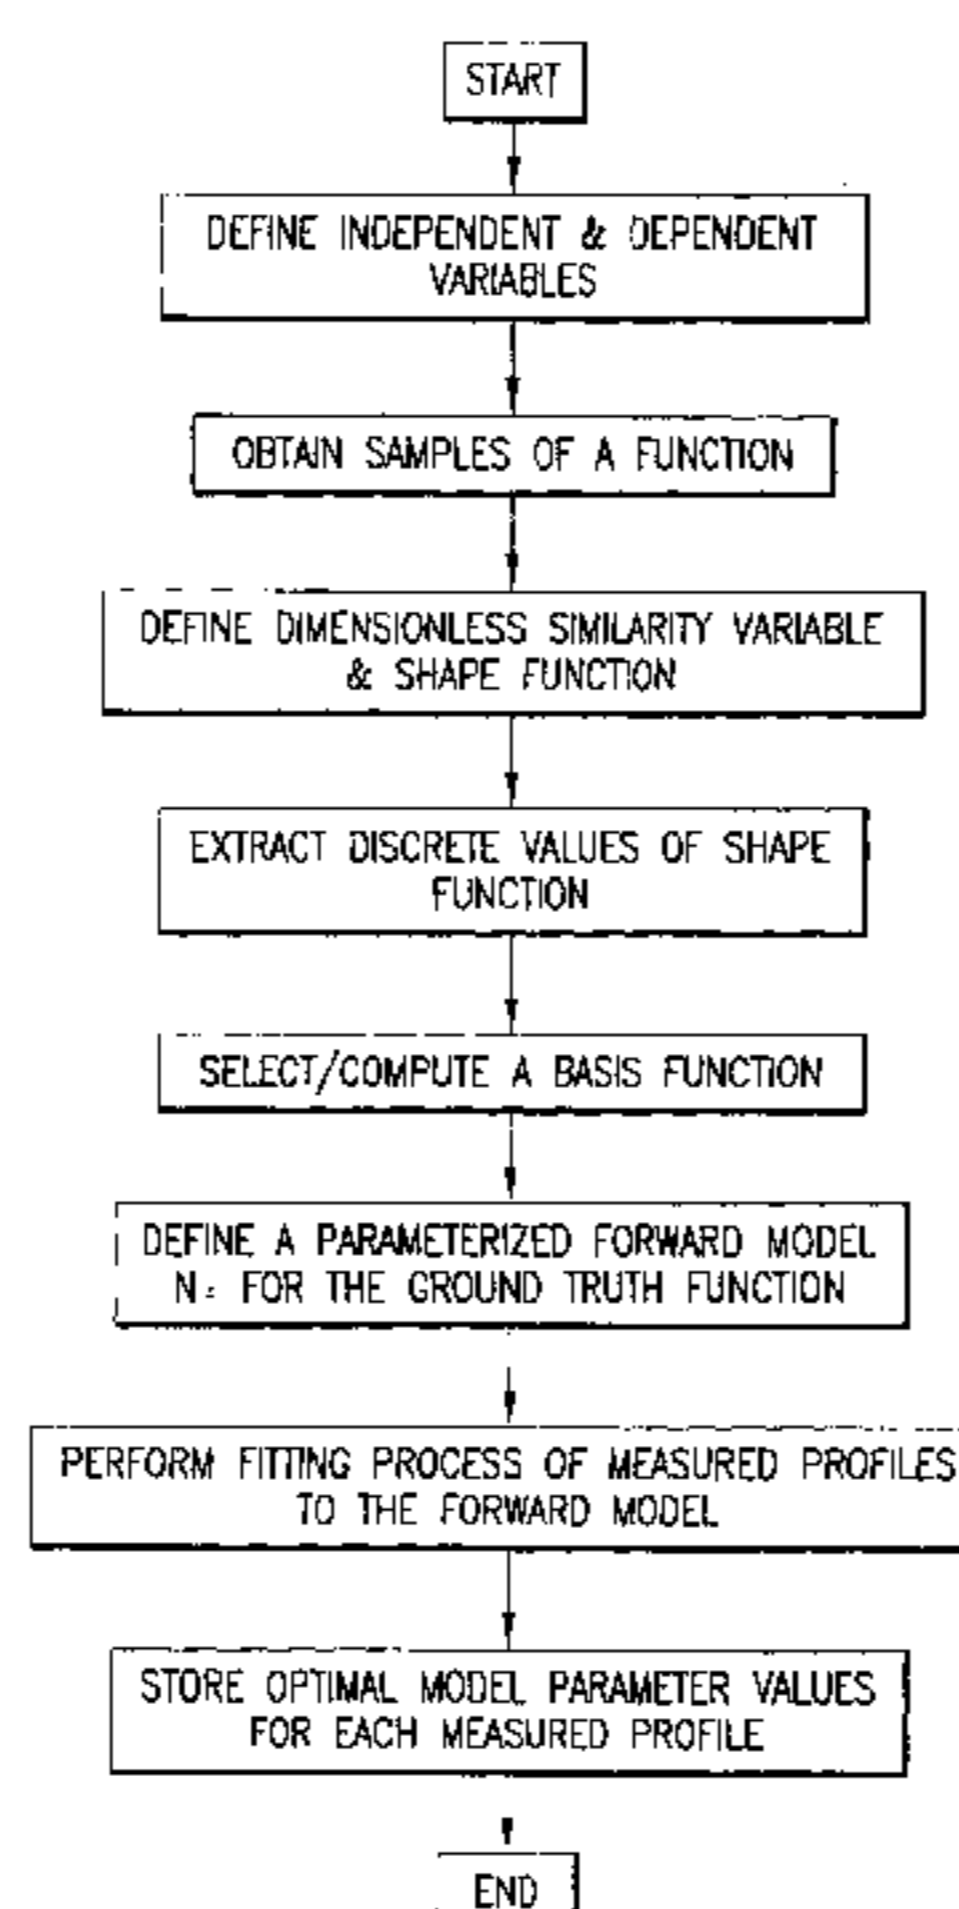 START
DEFINE INDEPENDENT & DEPENDENT
VARIABLES
OBTAIN SAMPLES OF A FUNCTION
DEFINE DIMENSIONLESS SIMILARITY VARIABLE
& SHAPE FUNCTION
EXTRACT DISCRETE VALUES OF SHAPE
FUNCTION
SELECT/COMPUTE A BASIS FUNCTION
DEFINE A PARAMETERIZED FORWARD MODEL
FOR THE GROUND TRUTH FUNCTION
PERFORM FITTING PROCESS OF MEASURED PROFILES
TO THE FORWARD MODEL
STORE OPTIMAL MODEL PARAMETER VALUES
FOR EACH MEASURED PROFILE
END